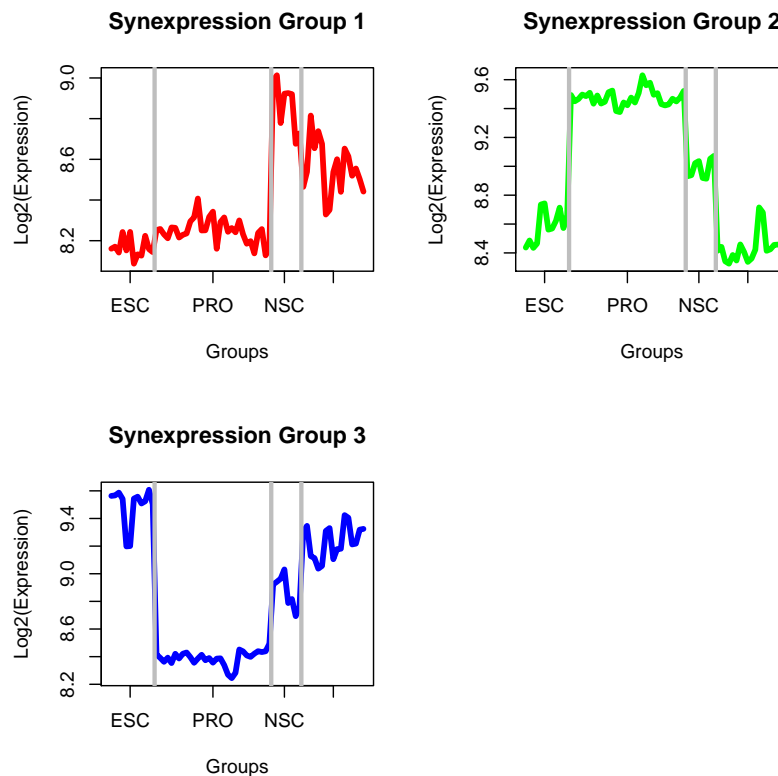 Synexpression Group 1
Log2(Expression)
9.0
8.6
8.2
ESC PRO NSC
Groups
Synexpression Group 2
Log2(Expression)
9.6
9.2
8.8
8.4
ESC PRO NSC
Groups
Synexpression Group 3
Log2(Expression)
9.4
9.0
8.6
8.2
ESC PRO NSC
Groups